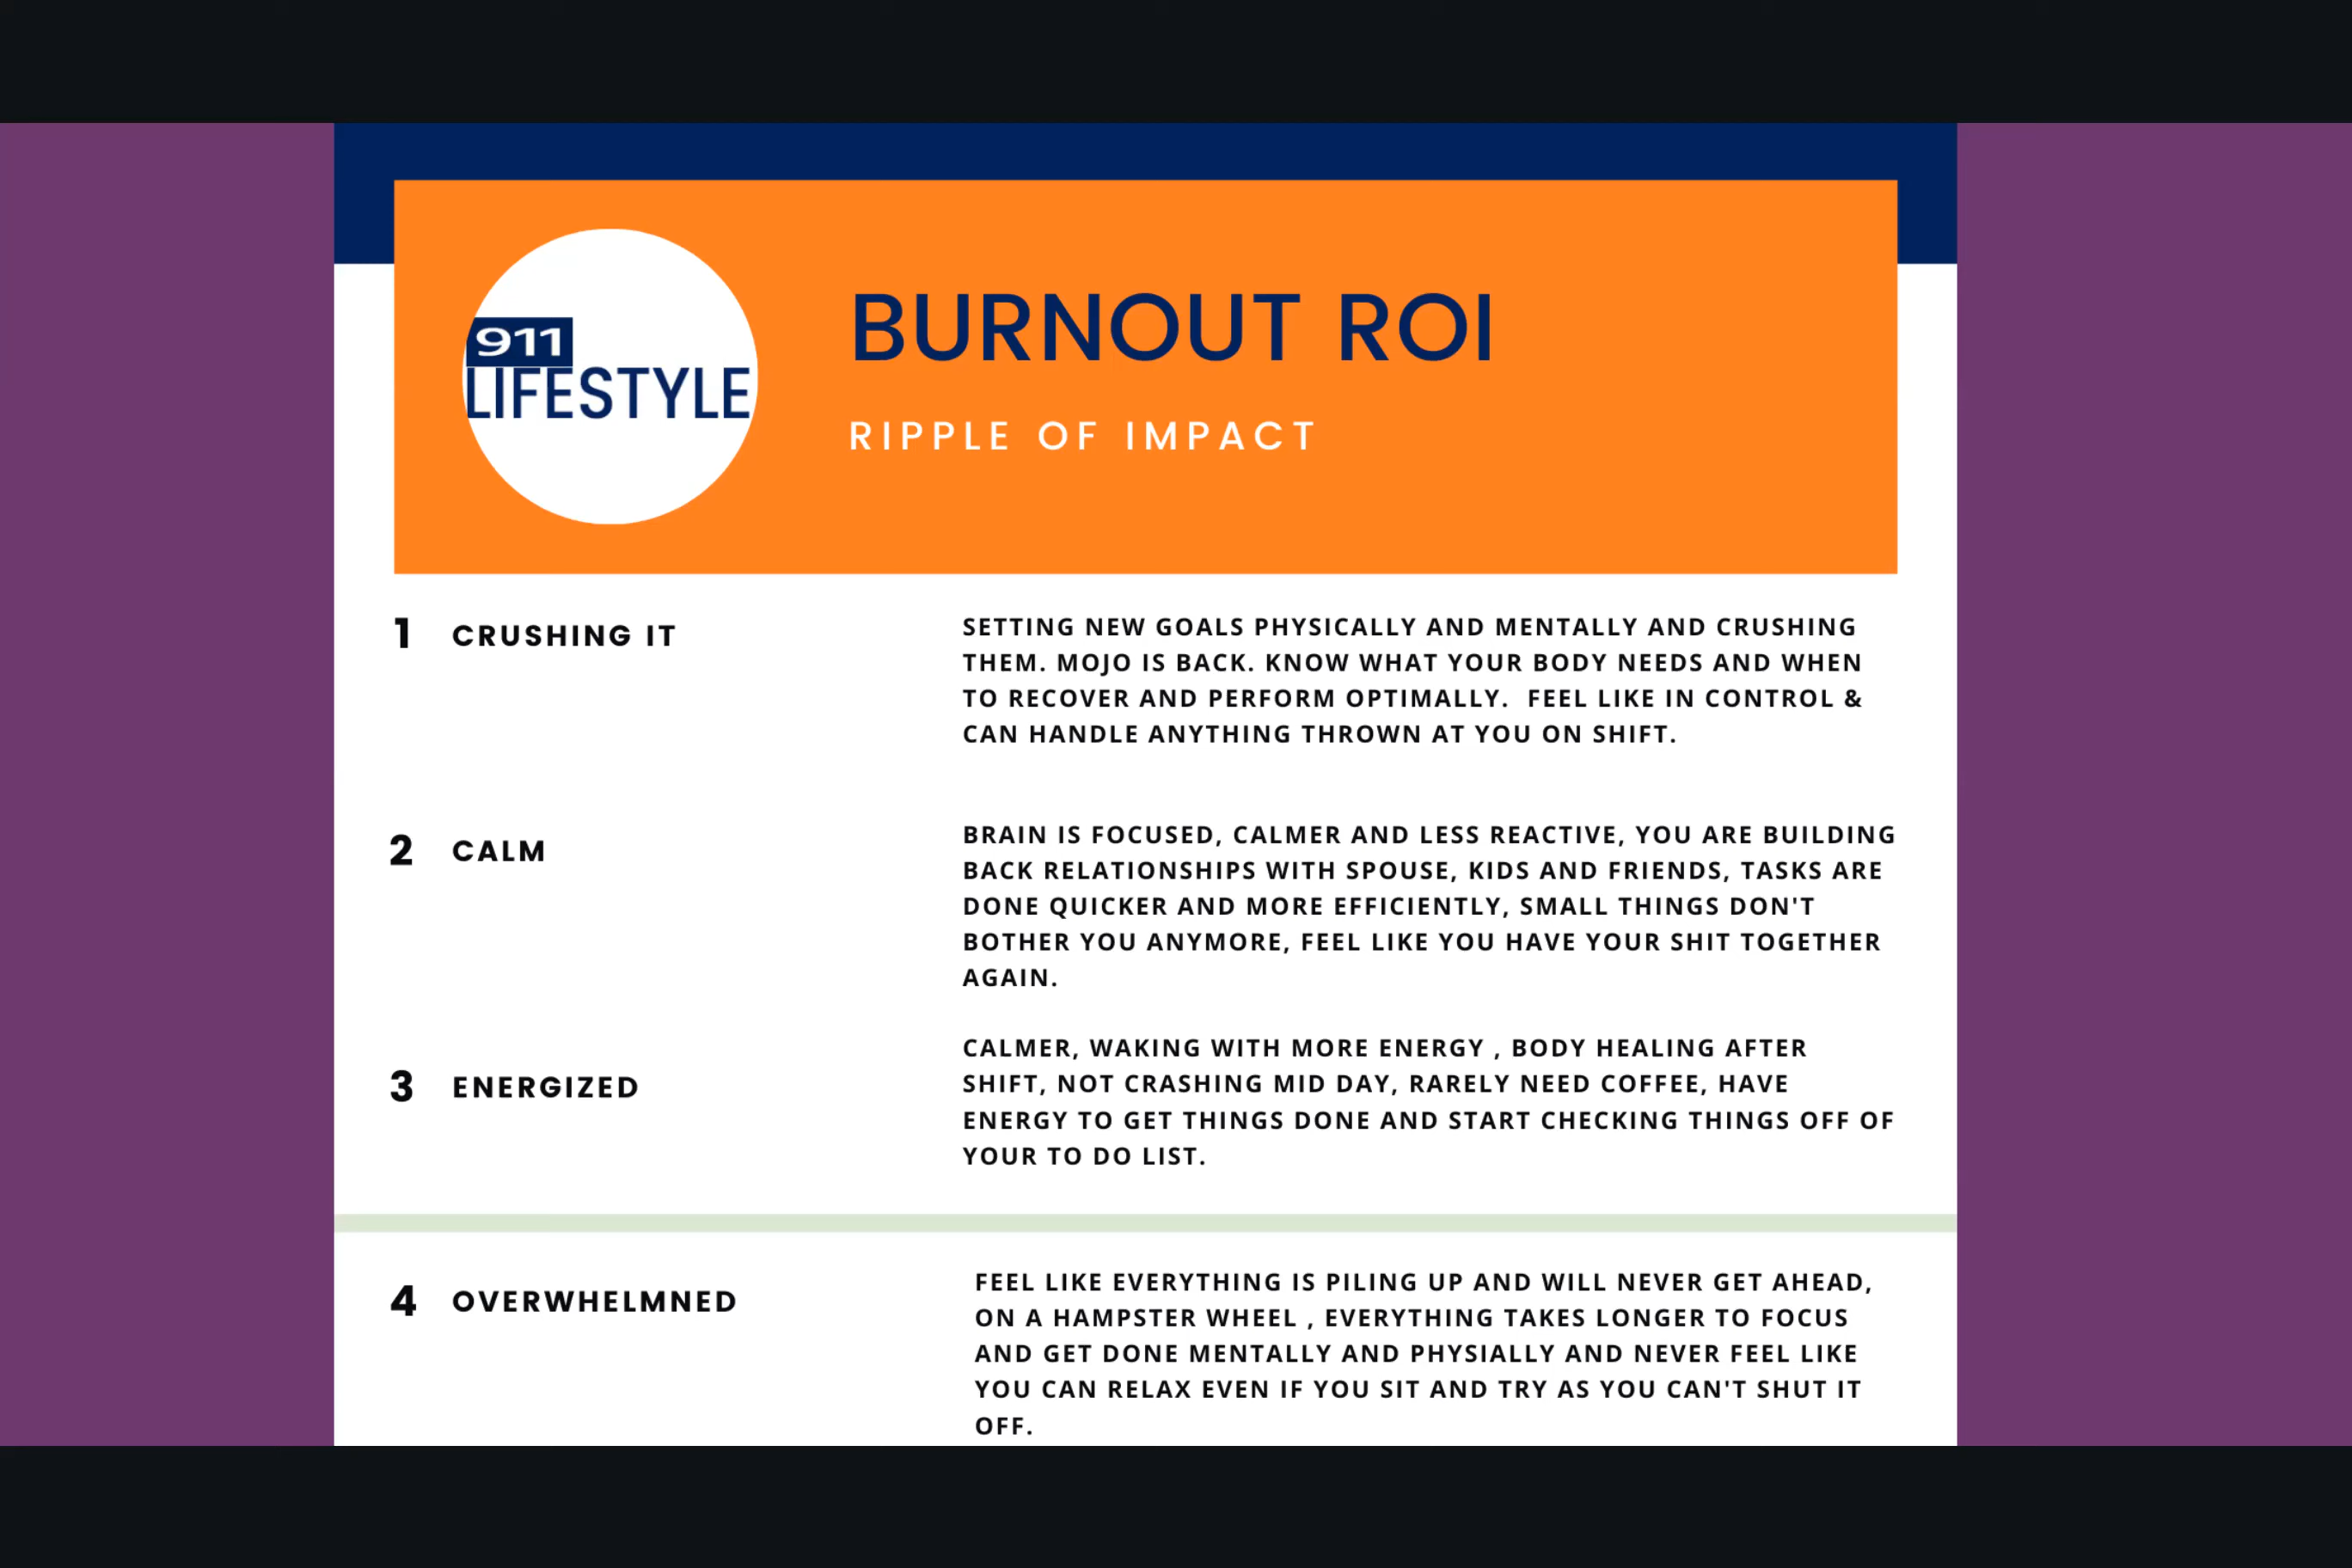 911
LIFESTYLE
BURNOUT ROI
RIPPLE OF IMPACT
1 CRUSHING IT
SETTING NEW GOALS PHYSICALLY AND MENTALLY AND CRUSHING
THEM. MOJO IS BACK. KNOW WHAT YOUR BODY NEEDS AND WHEN
TO RECOVER AND PERFORM OPTIMALLY.  FEEL LIKE IN CONTROL &
CAN HANDLE ANYTHING THROWN AT YOU ON SHIFT.
2 CALM
BRAIN IS FOCUSED, CALMER AND LESS REACTIVE, YOU ARE BUILDING
BACK RELATIONSHIPS WITH SPOUSE, KIDS AND FRIENDS, TASKS ARE
DONE QUICKER AND MORE EFFICIENTLY, SMALL THINGS DON'T
BOTHER YOU ANYMORE, FEEL LIKE YOU HAVE YOUR SHIT TOGETHER
AGAIN.
3 ENERGIZED
CALMER, WAKING WITH MORE ENERGY , BODY HEALING AFTER
SHIFT, NOT CRASHING MID DAY, RARELY NEED COFFEE, HAVE
ENERGY TO GET THINGS DONE AND START CHECKING THINGS OFF OF
YOUR TO DO LIST.
4 OVERWHELMNED
FEEL LIKE EVERYTHING IS PILING UP AND WILL NEVER GET AHEAD,
ON A HAMPSTER WHEEL , EVERYTHING TAKES LONGER TO FOCUS
AND GET DONE MENTALLY AND PHYSIALLY AND NEVER FEEL LIKE
YOU CAN RELAX EVEN IF YOU SIT AND TRY AS YOU CAN'T SHUT IT
OFF.